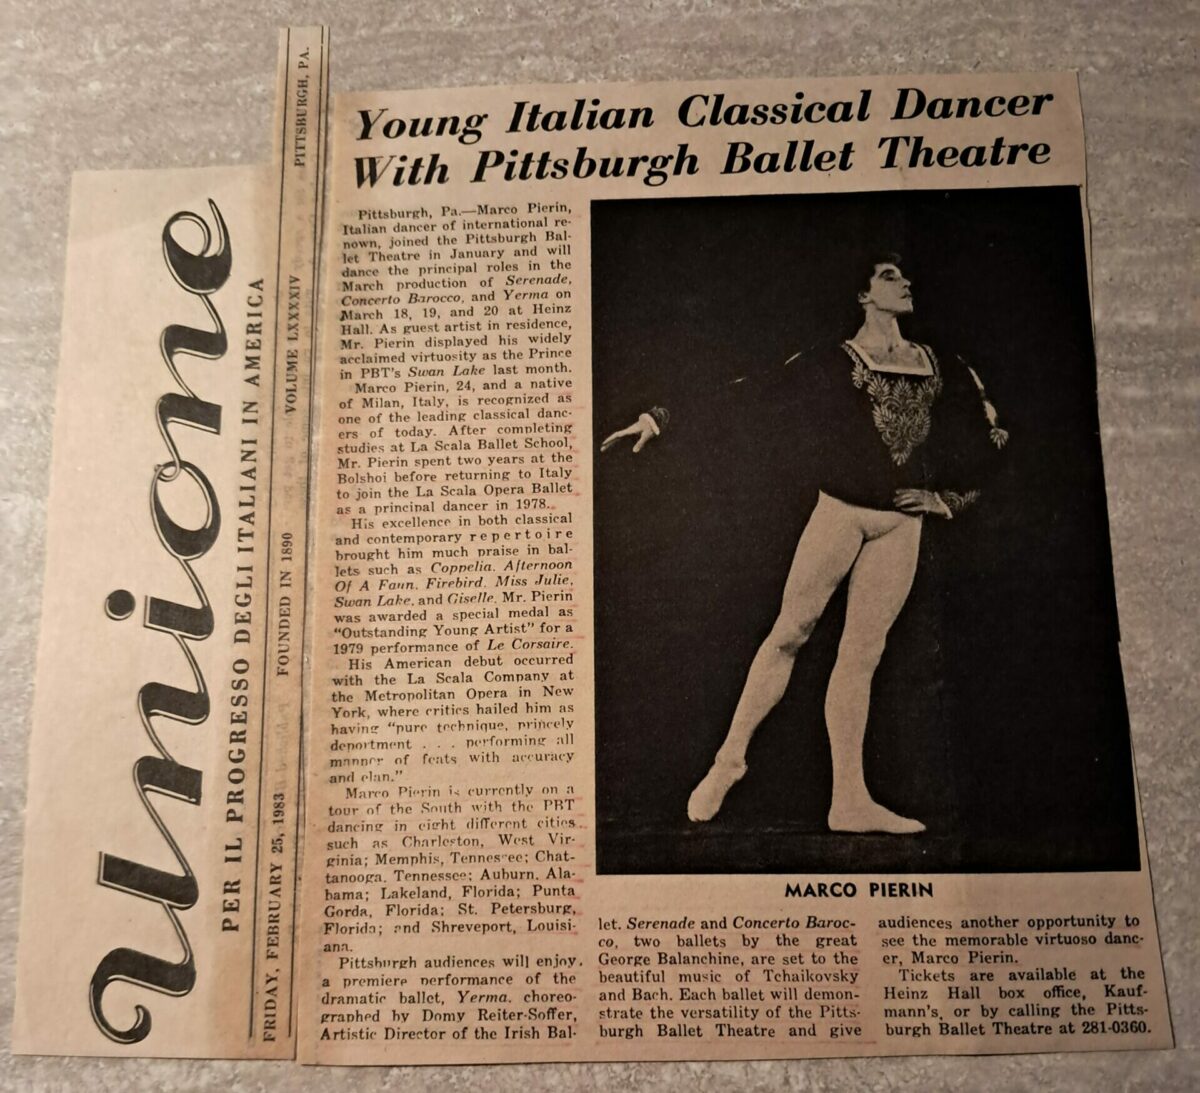 Unione
PER IL PROGRESSO DEGLI ITALIANI IN AMERICA
FRIDAY, FEBRUARY 25, 1983 FOUNDED IN 1890 VOLUME LXXXXIV PITTSBURGH, PA.
Young Italian Classical Dancer
With Pittsburgh Ballet Theatre
Pittsburgh, Pa.—Marco Pierin,
Italian dancer of international re-
nown, joined the Pittsburgh Bal-
let Theatre in January and will
dance the principal roles in the
March production of Serenade,
Concerto Barocco, and Yerma on
March 18, 19, and 20 at Heinz
Hall. As guest artist in residence,
Mr. Pierin displayed his widely
acclaimed virtuosity as the Prince
in PBT's Swan Lake last month.
Marco Pierin, 24, and a native
of Milan, Italy, is recognized as
one of the leading classical danc-
ers of today. After completing
studies at La Scala Ballet School,
Mr. Pierin spent two years at the
Bolshoi before returning to Italy
to join the La Scala Opera Ballet
as a principal dancer in 1978.
His excellence in both classical
and contemporary repertoire
brought him much praise in bal-
lets such as Coppelia, Afternoon
Of A Faun, Firebird, Miss Julie,
Swan Lake, and Giselle. Mr. Pierin
was awarded a special medal as
"Outstanding Young Artist" for a
1979 performance of Le Corsaire.
His American debut occurred
with the La Scala Company at
the Metropolitan Opera in New
York, where critics hailed him as
having "pure technique, princely
deportment . . . performing all
manner of feats with accuracy
and elan."
Marco Pierin is currently on a
tour of the South with the PBT
dancing in eight different cities
such as Charleston, West Vir-
ginia; Memphis, Tennessee; Chat-
tanooga, Tennessee; Auburn, Ala-
bama; Lakeland, Florida; Punta
Gorda, Florida; St. Petersburg,
Florida; and Shreveport, Louisi-
ana.
Pittsburgh audiences will enjoy
a premiere performance of the
dramatic ballet, Yerma, choreo-
graphed by Domy Reiter-Soffer,
Artistic Director of the Irish Bal-
MARCO PIERIN
let. Serenade and Concerto Baroc-
co, two ballets by the great
George Balanchine, are set to the
beautiful music of Tchaikovsky
and Bach. Each ballet will demon-
strate the versatility of the Pitts-
burgh Ballet Theatre and give
audiences another opportunity to
see the memorable virtuoso danc-
er, Marco Pierin.
Tickets are available at the
Heinz Hall box office, Kauf-
mann's, or by calling the Pitts-
burgh Ballet Theatre at 281-0360.